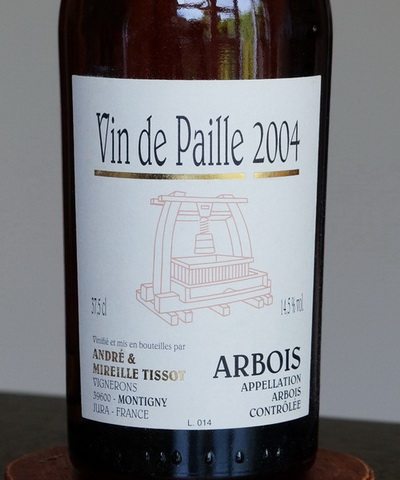 Vin de Paille 2004
37,5 cl
14,5 % vol.
Vinifié et mis en bouteilles par
ANDRÉ &
MIREILLE TISSOT
VIGNERONS
39600 - MONTIGNY
JURA - FRANCE
ARBOIS
APPELLATION
ARBOIS
CONTRÔLÉE
L. 014